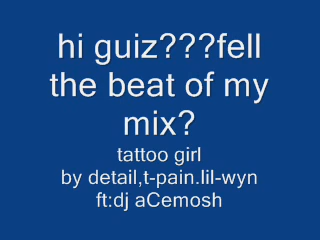 hi guiz???fell
the beat of my
mix?
tattoo girl
by detail,t-pain.lil-wyn
ft:dj aCemosh